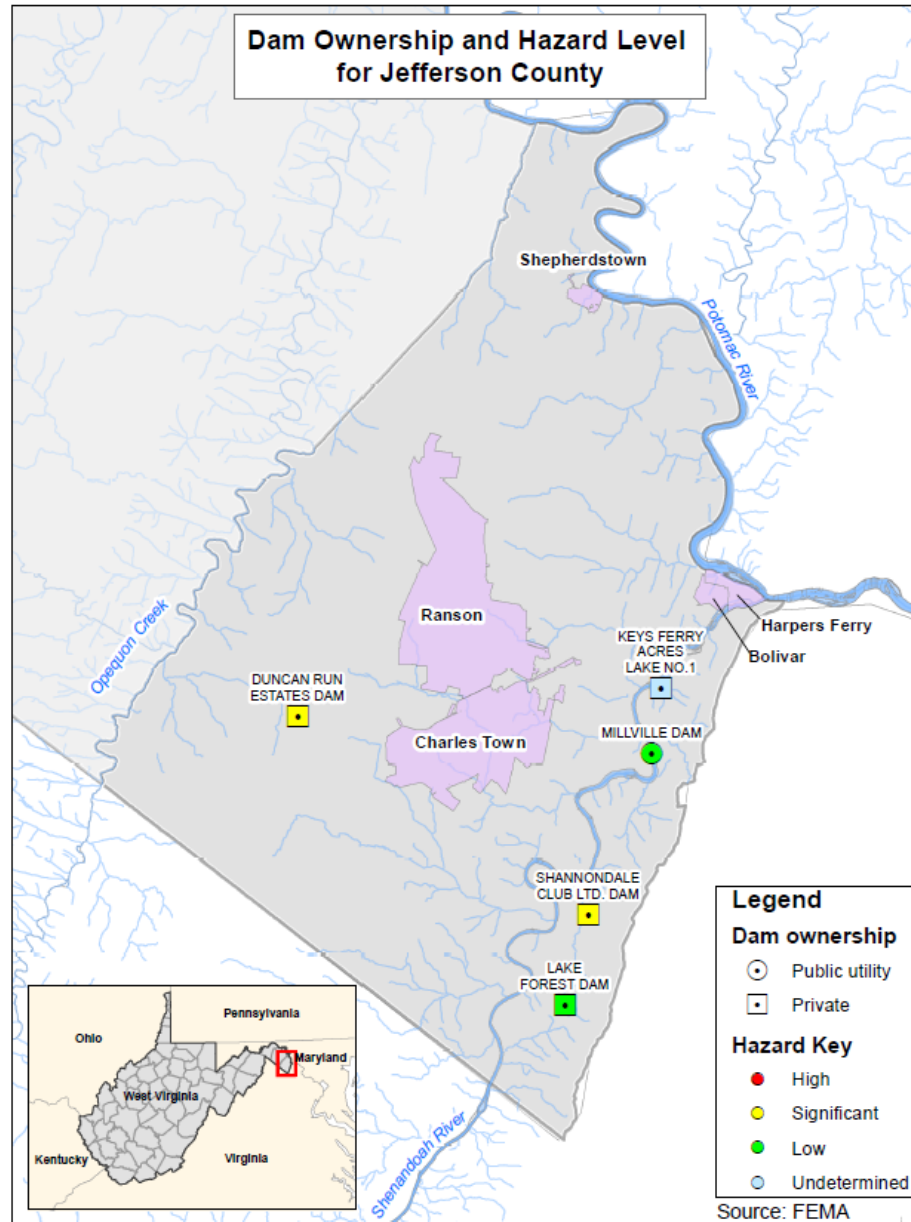 Dam Ownership and Hazard Level
for Jefferson County
Shepherdstown
Potomac River
Opequon Creek
Ranson
Harpers Ferry
Bolivar
KEYS FERRY
ACRES
LAKE NO.1
DUNCAN RUN
ESTATES DAM
MILLVILLE DAM
Charles Town
SHANNONDALE
CLUB LTD. DAM
LAKE
FOREST DAM
Shenandoah River
Pennsylvania
Ohio
Maryland
West Virginia
Kentucky
Virginia
Legend
Dam ownership
Public utility
Private
Hazard Key
High
Significant
Low
Undetermined
Source: FEMA